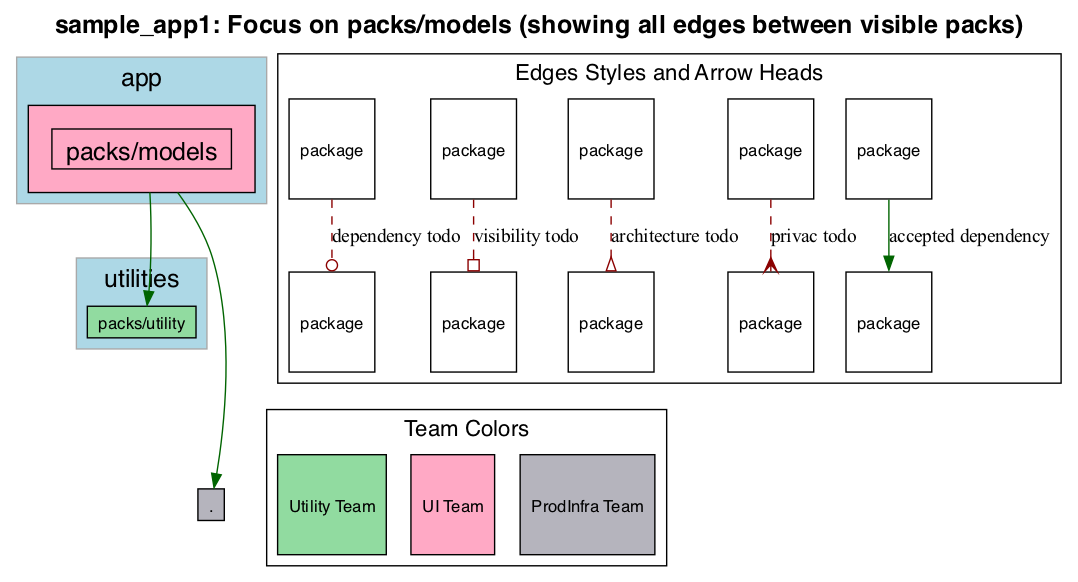 sample_app1: Focus on packs/models (showing all edges between visible packs)
app
packs/models
utilities
packs/utility
.
Edges Styles and Arrow Heads
package package package package package
dependency todo visibility todo architecture todo privac todo accepted dependency
package package package package package
Team Colors
Utility Team UI Team ProdInfra Team